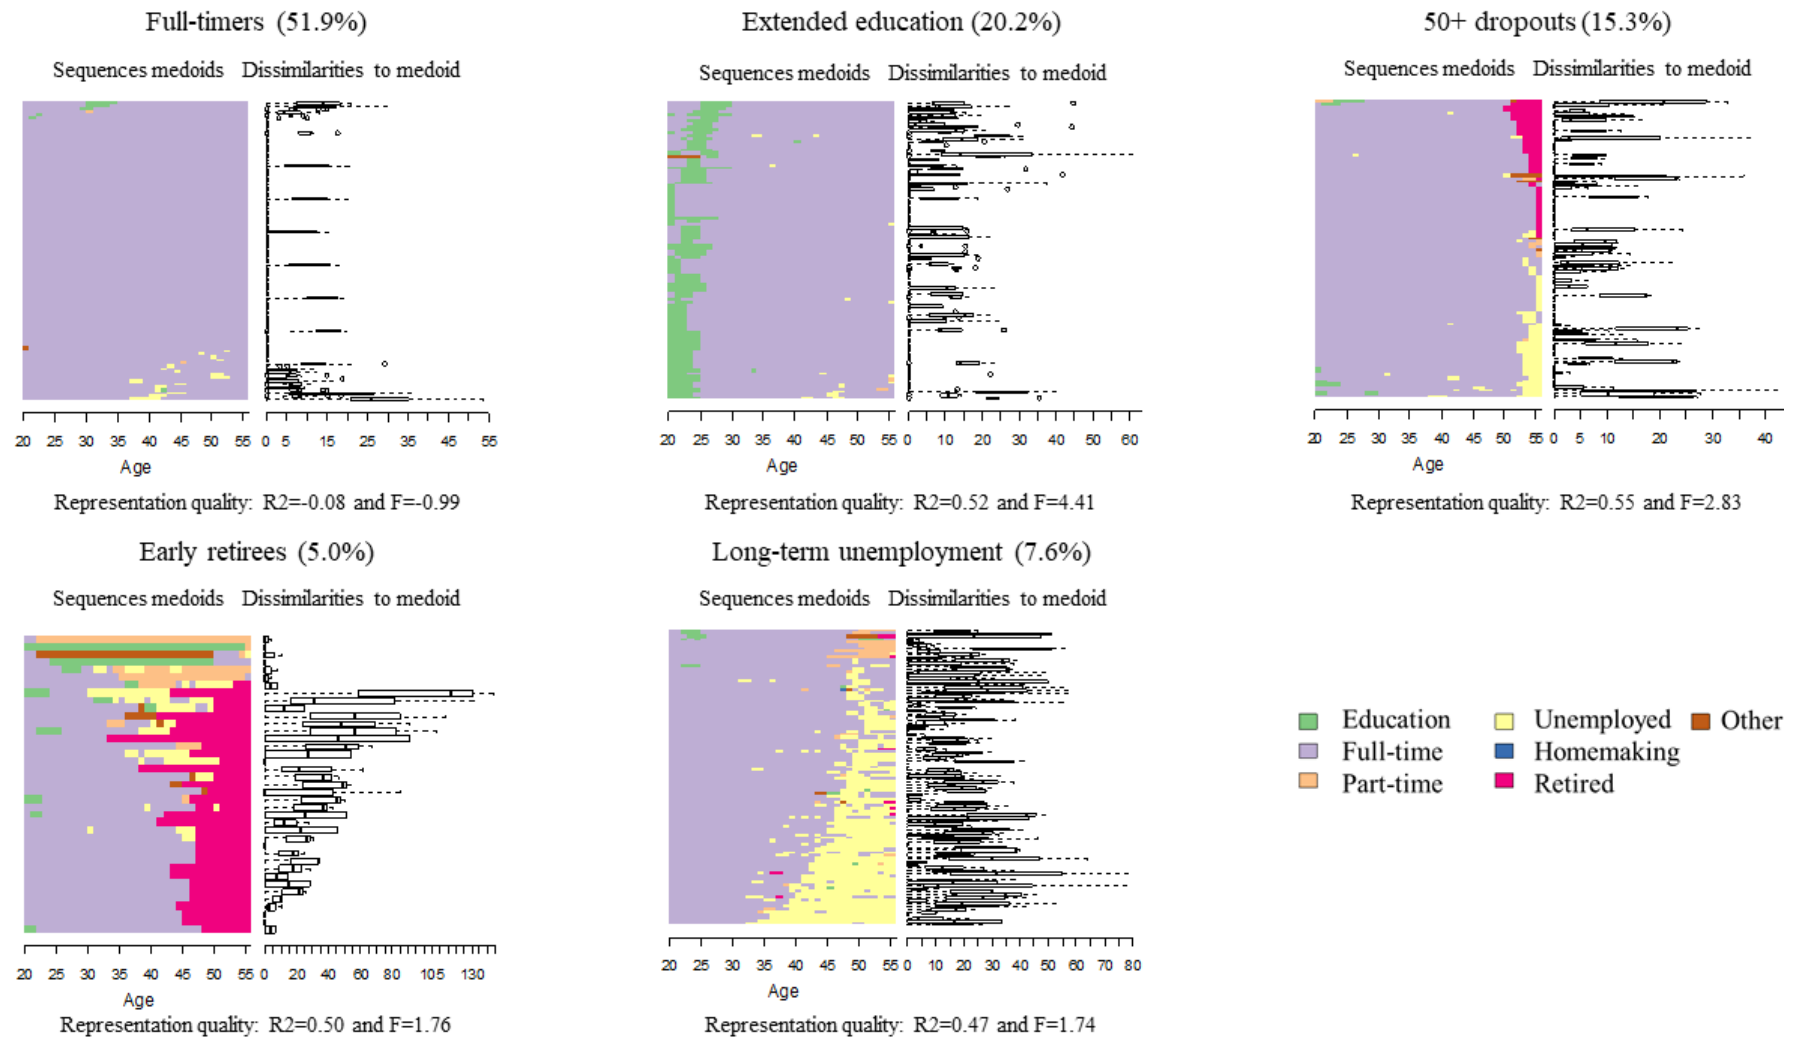 Full-timers (51.9%)
Sequences medoids Dissimilarities to medoid
20 25 30 35 40 45 50 55 0 5 15 25 35 45 55
Age
Representation quality: R2=-0.08 and F=-0.99
Extended education (20.2%)
Sequences medoids Dissimilarities to medoid
20 25 30 35 40 45 50 55 0 10 20 30 40 50 60
Age
Representation quality: R2=0.52 and F=4.41
50+ dropouts (15.3%)
Sequences medoids Dissimilarities to medoid
20 25 30 35 40 45 50 55 0 5 10 20 30 40
Age
Representation quality: R2=0.55 and F=2.83
Early retirees (5.0%)
Sequences medoids Dissimilarities to medoid
20 25 30 35 40 45 50 55 0 20 40 60 80 105 130
Age
Representation quality: R2=0.50 and F=1.76
Long-term unemployment (7.6%)
Sequences medoids Dissimilarities to medoid
20 25 30 35 40 45 50 55 0 10 20 30 40 50 60 70 80
Age
Representation quality: R2=0.47 and F=1.74
Education Unemployed Other
Full-time Homemaking
Part-time Retired